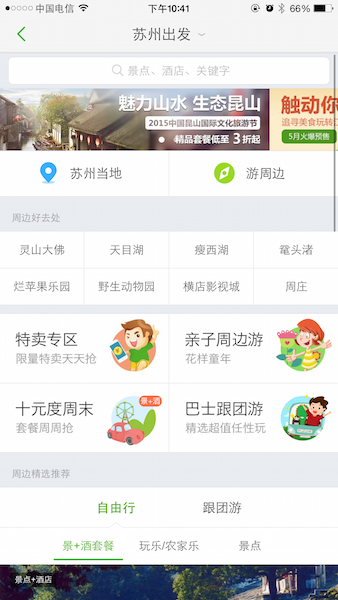 中国电信 下午10:41 66%
苏州出发
景点、酒店、关键字
魅力山水 生态昆山
2015中国昆山国际文化旅游节
精品套餐低至 3折起
触动你
追寻美食玩转江
5月火爆预售
苏州当地 游周边
周边好去处
灵山大佛 天目湖 瘦西湖 鼋头渚
烂苹果乐园 野生动物园 横店影视城 周庄
特卖专区
限量特卖天天抢
亲子周边游
花样童年
十元度周末
套餐周周抢
景+酒
巴士跟团游
精选超值任性玩
周边精选推荐
自由行 跟团游
景+酒套餐 玩乐/农家乐 景点
景点+酒店